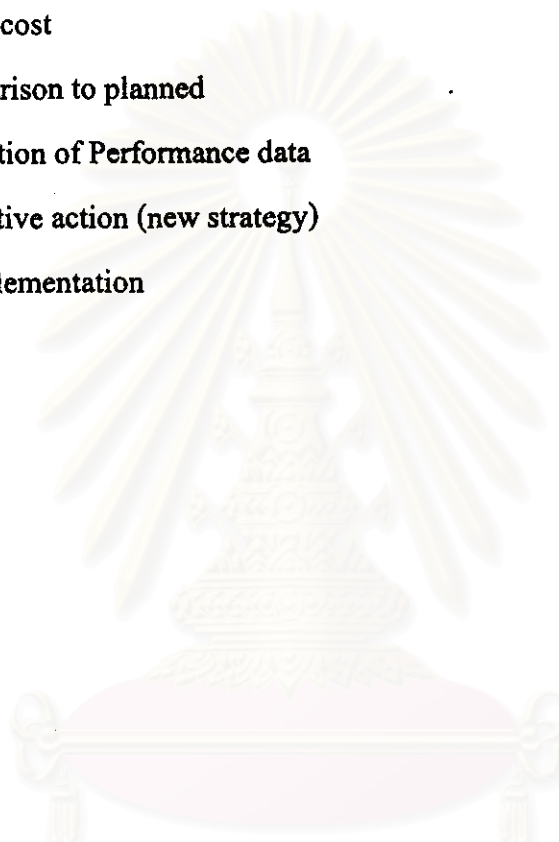 cost
rison to planned
tion of Performance data
tive action (new strategy)
lementation